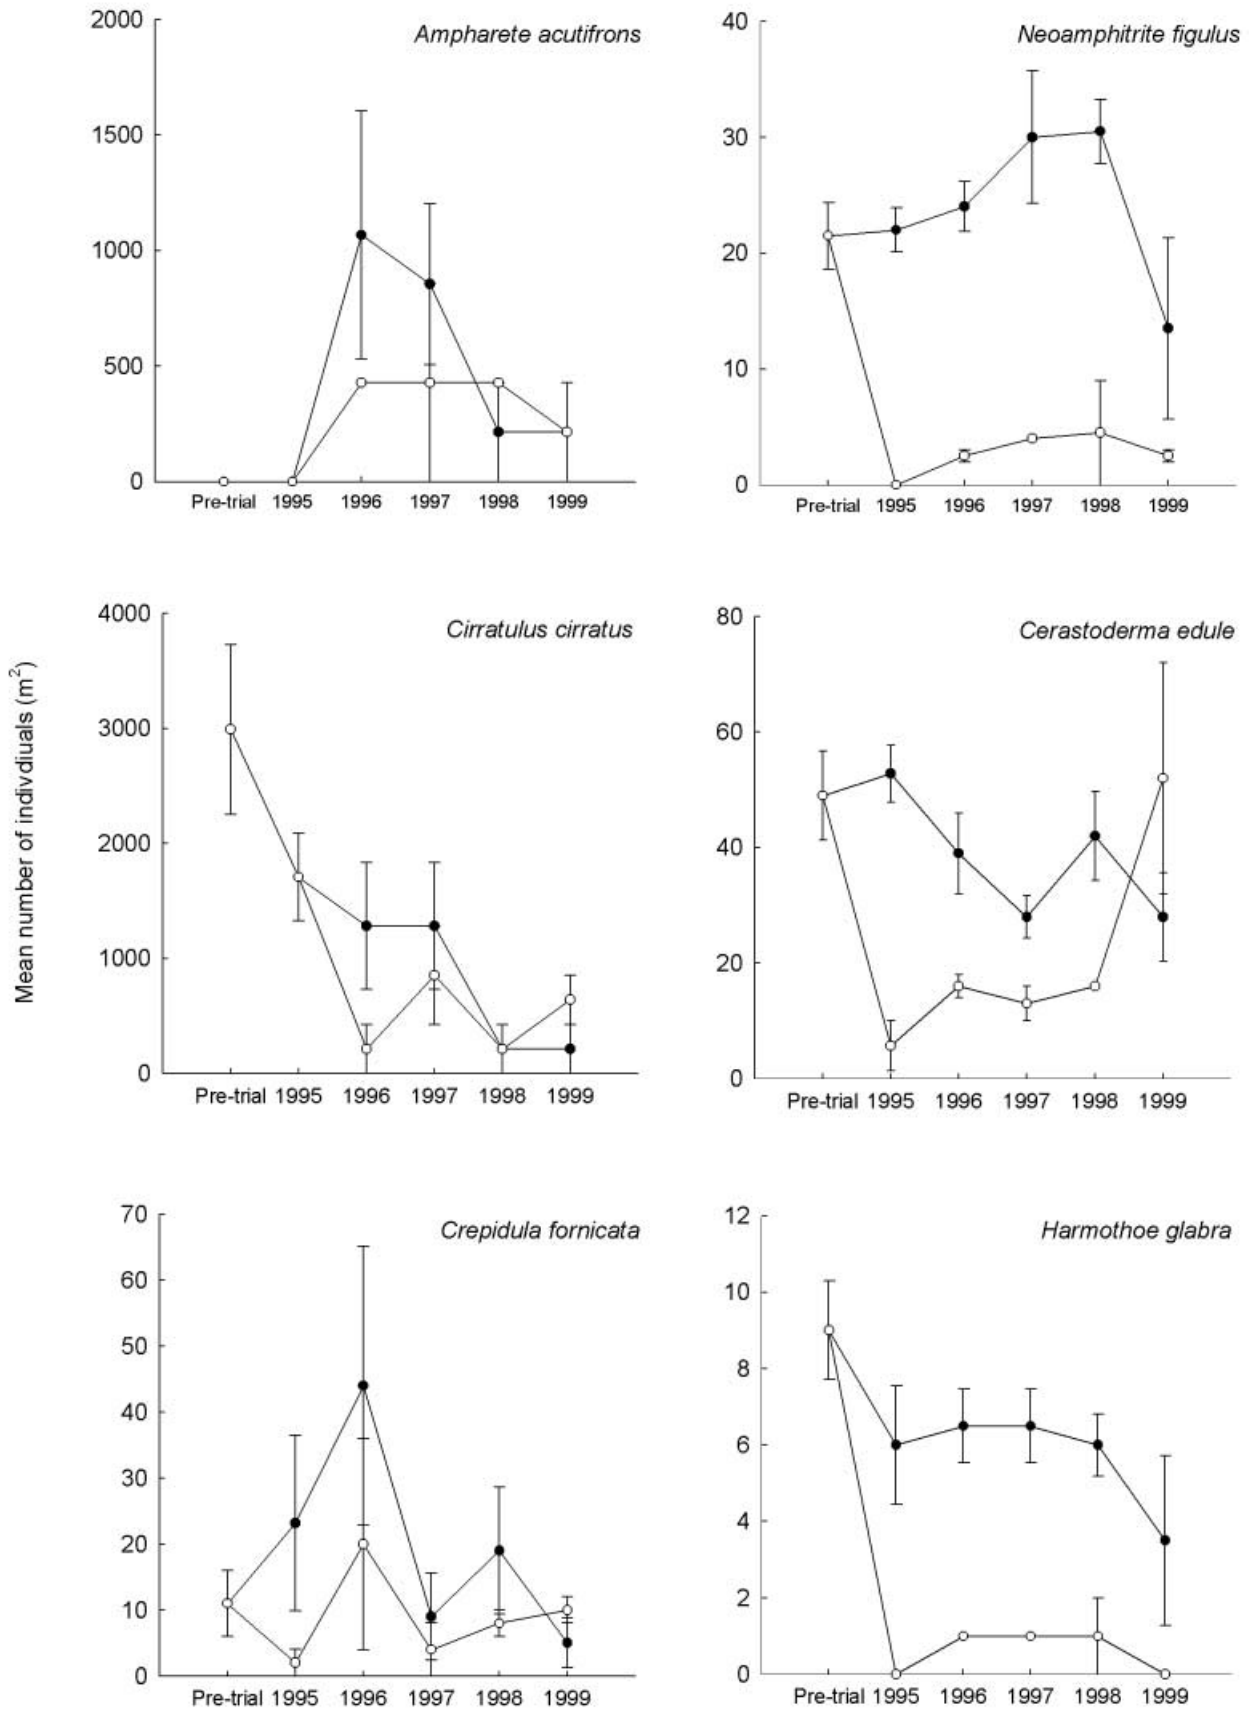 Ampharete acutifrons
2000
1500
1000
500
0
Pre-trial 1995 1996 1997 1998 1999
Neoamphitrite figulus
40
30
20
10
0
Pre-trial 1995 1996 1997 1998 1999
Mean number of indivdiuals (m²)
Cirratulus cirratus
4000
3000
2000
1000
0
Pre-trial 1995 1996 1997 1998 1999
Cerastoderma edule
80
60
40
20
0
Pre-trial 1995 1996 1997 1998 1999
Crepidula fornicata
70
60
50
40
30
20
10
0
Pre-trial 1995 1996 1997 1998 1999
Harmothoe glabra
12
10
8
6
4
2
0
Pre-trial 1995 1996 1997 1998 1999